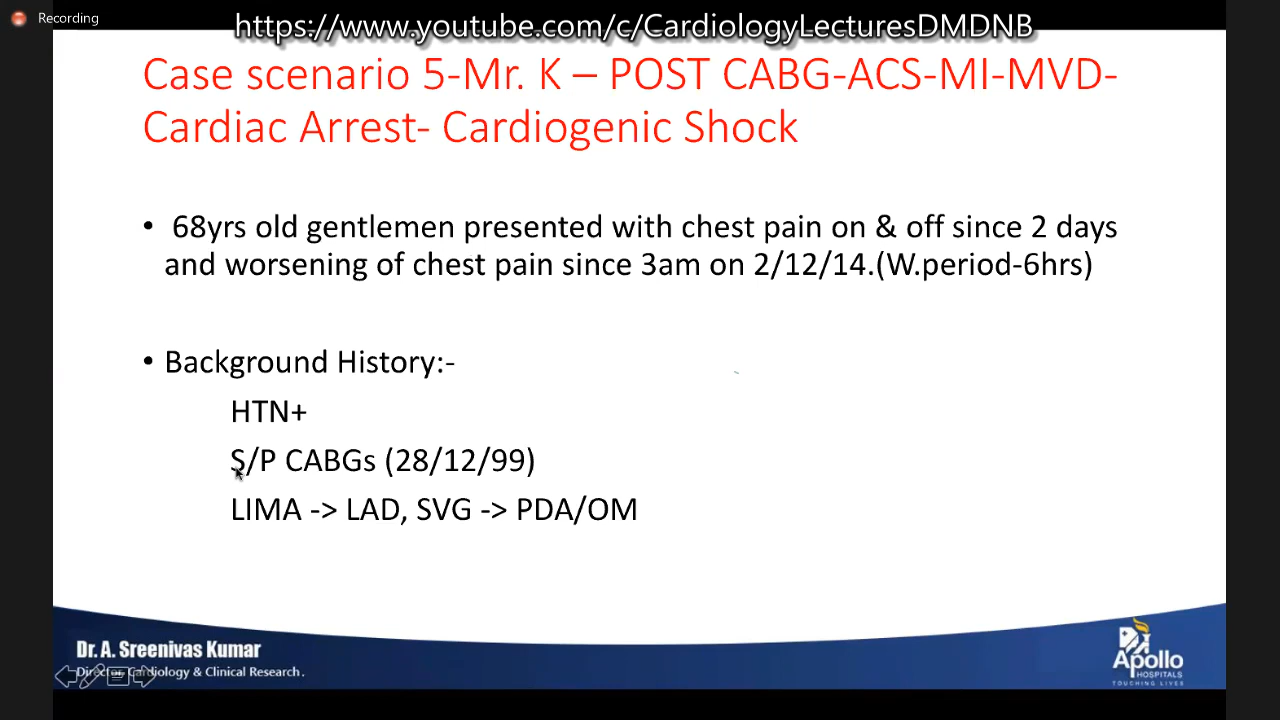 Recording
https://www.youtube.com/c/CardiologyLecturesDMDNB
Case scenario 5-Mr. K – POST CABG-ACS-MI-MVD-
Cardiac Arrest- Cardiogenic Shock
• 68yrs old gentlemen presented with chest pain on & off since 2 days
and worsening of chest pain since 3am on 2/12/14.(W.period-6hrs)
• Background History:-
HTN+
S/P CABGs (28/12/99)
LIMA -> LAD, SVG -> PDA/OM
Dr. A. Sreenivas Kumar
Director, Cardiology & Clinical Research.
Apollo
HOSPITALS
TOUCHING LIVES